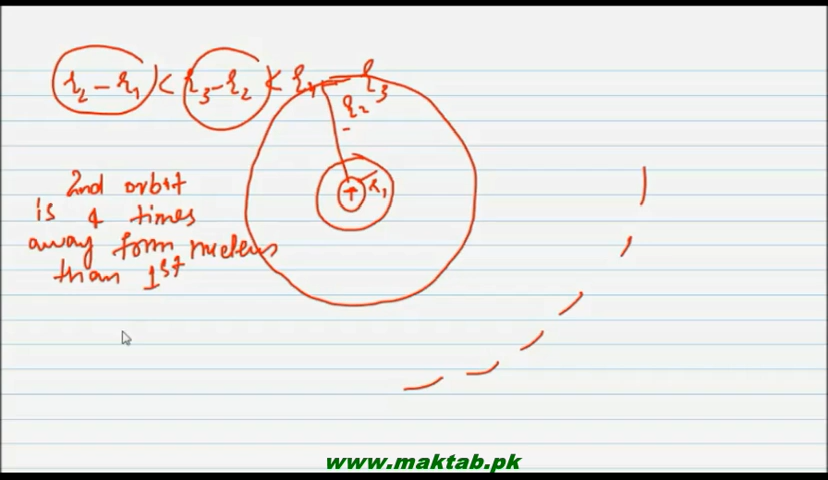 r2 – r1 < r3 – r2 < r4 – r3
r2
+ r1
2nd orbit
is 4 times
away form nucleus
than 1st
www.maktab.pk